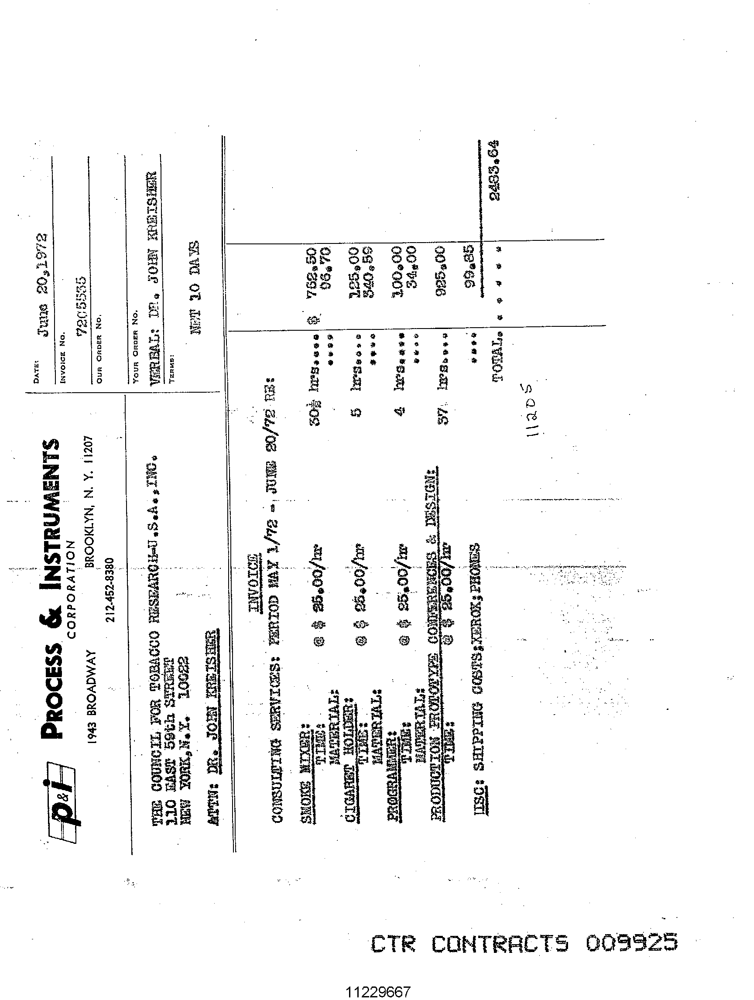 p&i
PROCESS & INSTRUMENTS
CORPORATION
1943 BROADWAY BROOKLYN, N. Y. 11207
212-452-8380
DATE: June 20,1972
INVOICE NO.
7205535
OUR ORDER NO.
YOUR ORDER NO.
VERBAL: DR. JOHN KREISHER
TERMS:
NET 10 DAYS
THE COUNCIL FOR TOBACCO RESEARCH-U.S.A.,INC.
110 EAST 59th STREET
NEW YORK,N.Y. 10022
ATTN: DR. JOHN KREISHER
INVOICE
CONSULTING SERVICES: PERIOD MAY 1/72 - JUNE 20/72 RE:
SMOKE MIXER:
TIME: @ $ 25.00/hr 30½ hrs.... $ 762.50
MATERIAL: .... 96.70
CIGARET HOLDER:
TIME: @ $ 25.00/hr 5 hrs.... 125.00
MATERIAL: .... 340.59
PROGRAMMER:
TIME: @ $ 25.00/hr 4 hrs.... 100.00
MATERIAL: .... 34.00
PRODUCTION PROTOTYPE CONFERENCES & DESIGN:
TIME: @ $ 25.00/hr 37 hrs.... 925.00
MISC: SHIPPING COSTS;XEROX;PHONES .... 99.85
TOTAL. . . . . . 2483.64
11205
CTR CONTRACTS 009925
11229667